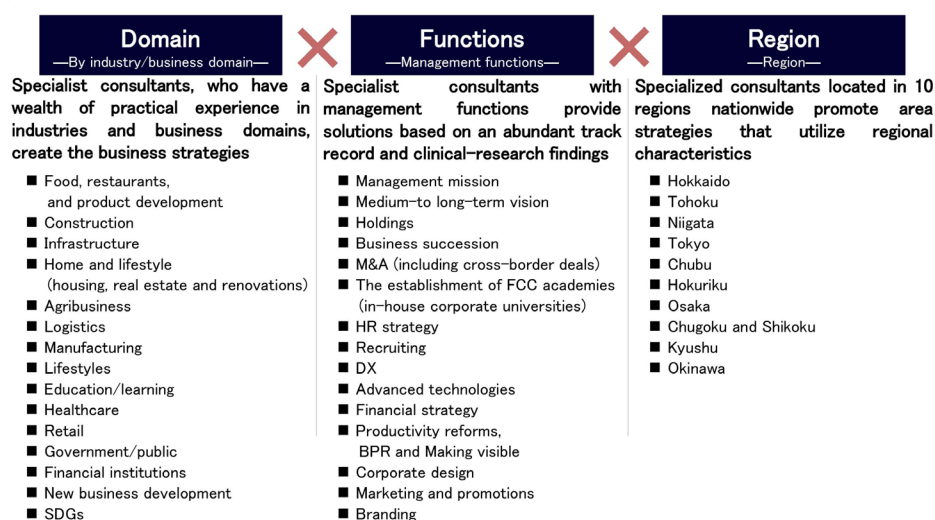 Domain
—By industry/business domain—
Specialist consultants, who have a
wealth of practical experience in
industries and business domains,
create the business strategies
■ Food, restaurants,
and product development
■ Construction
■ Infrastructure
■ Home and lifestyle
(housing, real estate and renovations)
■ Agribusiness
■ Logistics
■ Manufacturing
■ Lifestyles
■ Education/learning
■ Healthcare
■ Retail
■ Government/public
■ Financial institutions
■ New business development
■ SDGs
Functions
—Management functions—
Specialist consultants with
management functions provide
solutions based on an abundant track
record and clinical-research findings
■ Management mission
■ Medium-to long-term vision
■ Holdings
■ Business succession
■ M&A (including cross-border deals)
■ The establishment of FCC academies
(in-house corporate universities)
■ HR strategy
■ Recruiting
■ DX
■ Advanced technologies
■ Financial strategy
■ Productivity reforms,
BPR and Making visible
■ Corporate design
■ Marketing and promotions
■ Branding
Region
—Region—
Specialized consultants located in 10
regions nationwide promote area
strategies that utilize regional
characteristics
■ Hokkaido
■ Tohoku
■ Niigata
■ Tokyo
■ Chubu
■ Hokuriku
■ Osaka
■ Chugoku and Shikoku
■ Kyushu
■ Okinawa